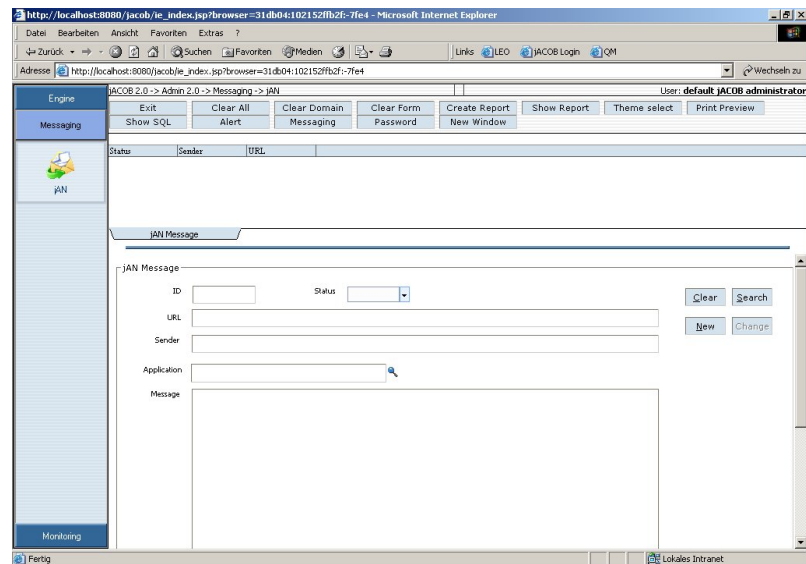 http://localhost:8080/jacob/ie_index.jsp?browser=31db04:102152ffb2f:-7fe4 - Microsoft Internet Explorer
Datei Bearbeiten Ansicht Favoriten Extras ?
Zurück Suchen Favoriten Medien Links LEO jACOB Login QM
Adresse http://localhost:8080/jacob/ie_index.jsp?browser=31db04:102152ffb2f:-7fe4 Wechseln zu
Engine
Messaging
jAN
Monitoring
jACOB 2.0 -> Admin 2.0 -> Messaging -> jAN User: default jACOB administrator
Exit Clear All Clear Domain Clear Form Create Report Show Report Theme select Print Preview
Show SQL Alert Messaging Password New Window
Status Sender URL
jAN Message
jAN Message
ID Status
Clear Search
URL
New Change
Sender
Application
Message
Fertig Lokales Intranet